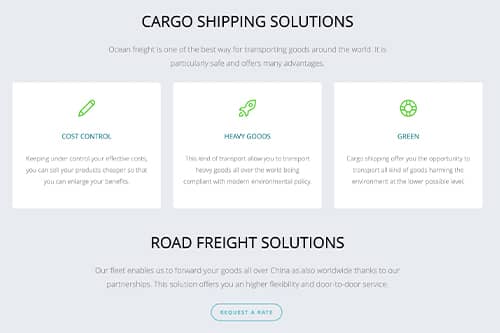 CARGO SHIPPING SOLUTIONS
Ocean freight is one of the best way for transporting goods around the world. It is
particularly safe and offers many advantages.
COST CONTROL
Keeping under control your effective costs,
you can sell your products cheaper so that
you can enlarge your benefits.
HEAVY GOODS
This kind of transport allow you to transport
heavy goods all over the world being
compliant with modern environmental policy.
GREEN
Cargo shipping offer you the opportunity to
transport all kind of goods harming the
environment at the lower possible level.
ROAD FREIGHT SOLUTIONS
Our fleet enables us to forward your goods all over China as also worldwide thanks to our
partnerships. This solution offers you an higher flexibility and door-to-door service.
REQUEST A RATE